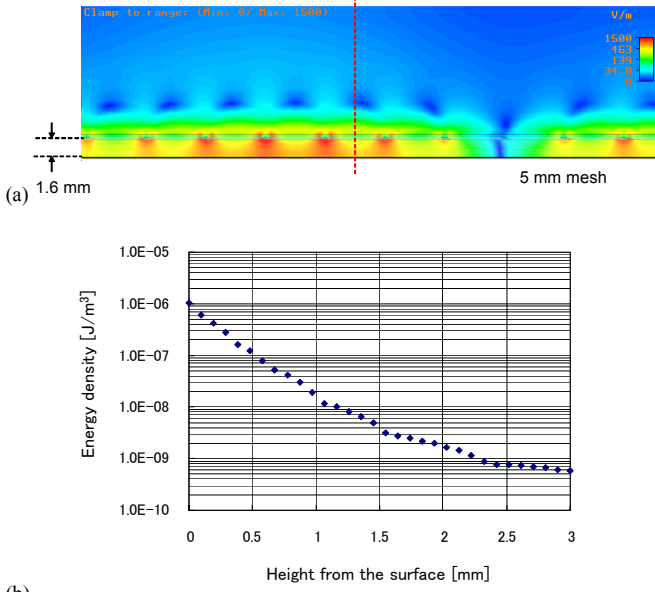 Clamp to range: (Min: 0/ Max: 1500)
V/m
1500
463
139
34.8
0
1.6 mm
5 mm mesh
(a)
1.0E-05
1.0E-06
1.0E-07
1.0E-08
1.0E-09
1.0E-10
Energy density [J/m³]
0 0.5 1 1.5 2 2.5 3
Height from the surface [mm]
(b)